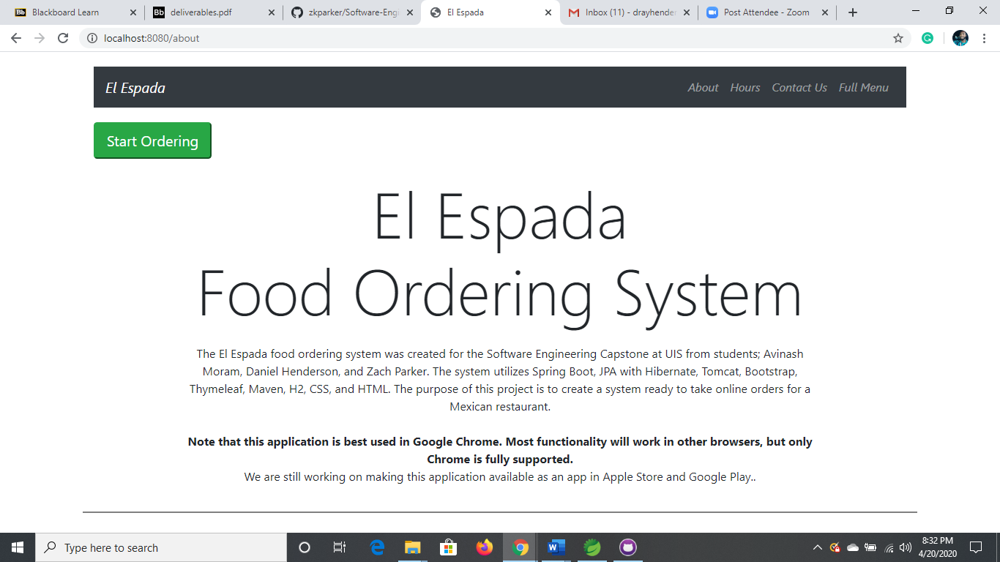 Blackboard Learn
deliverables.pdf
zkparker/Software-Engi
El Espada
Inbox (11) - drayhender
Post Attendee - Zoom
localhost:8080/about
El Espada
About Hours Contact Us Full Menu
Start Ordering
El Espada
Food Ordering System
The El Espada food ordering system was created for the Software Engineering Capstone at UIS from students; Avinash
Moram, Daniel Henderson, and Zach Parker. The system utilizes Spring Boot, JPA with Hibernate, Tomcat, Bootstrap,
Thymeleaf, Maven, H2, CSS, and HTML. The purpose of this project is to create a system ready to take online orders for a
Mexican restaurant.
Note that this application is best used in Google Chrome. Most functionality will work in other browsers, but only
Chrome is fully supported.
We are still working on making this application available as an app in Apple Store and Google Play..
Type here to search
8:32 PM
4/20/2020